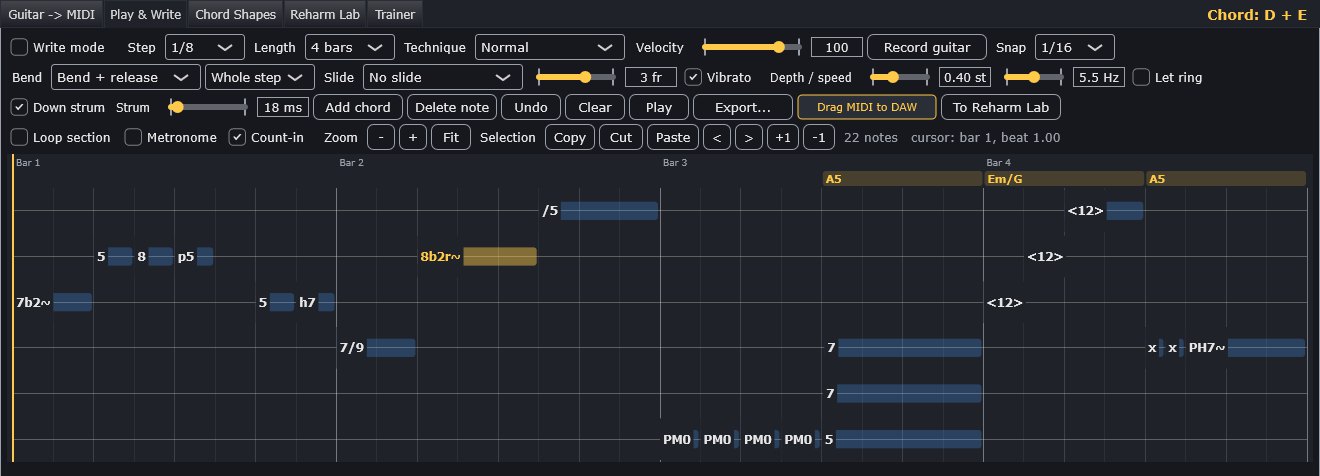 Guitar -> MIDI Play & Write Chord Shapes Reharm Lab Trainer Chord: D + E
Write mode Step 1/8 Length 4 bars Technique Normal Velocity 100 Record guitar Snap 1/16
Bend Bend + release Whole step Slide No slide 3 fr Vibrato Depth / speed 0.40 st 5.5 Hz Let ring
Down strum Strum 18 ms Add chord Delete note Undo Clear Play Export... Drag MIDI to DAW To Reharm Lab
Loop section Metronome Count-in Zoom - + Fit Selection Copy Cut Paste < > +1 -1 22 notes cursor: bar 1, beat 1.00
Bar 1 Bar 2 Bar 3 Bar 4
A5 Em/G A5
/5 <12>
5 8 p5 8b2r~ <12>
7b2~ 5 h7 <12>
7/9 7 x x PH7~
7
PM0 PM0 PM0 PM0 5